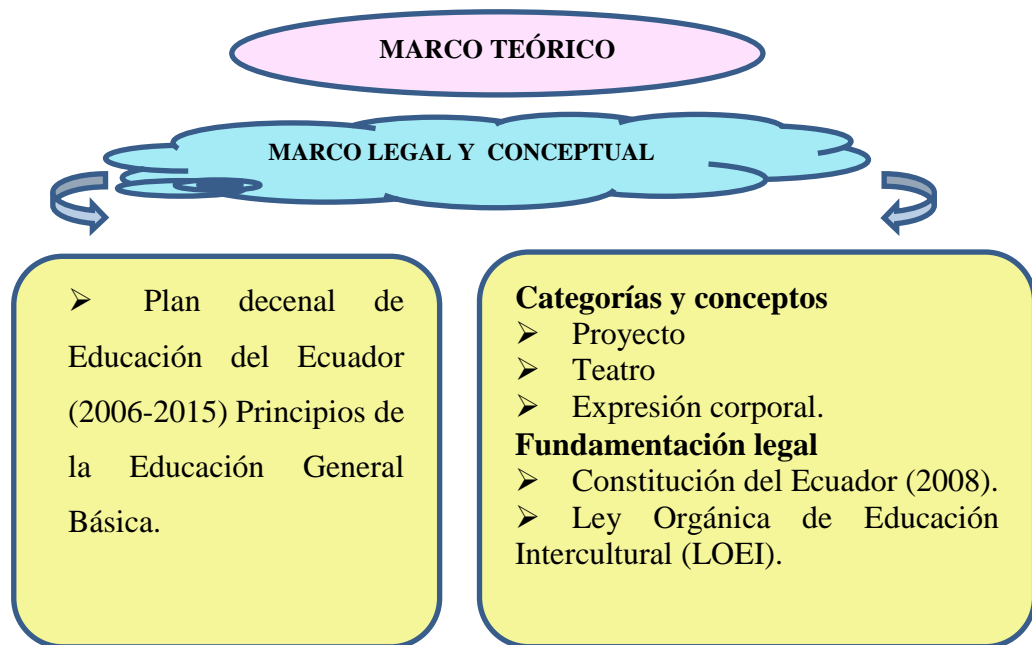 MARCO TEÓRICO
MARCO LEGAL Y CONCEPTUAL
➢ Plan decenal de
Educación del Ecuador
(2006-2015) Principios de
la Educación General
Básica.
Categorías y conceptos
➢ Proyecto
➢ Teatro
➢ Expresión corporal.
Fundamentación legal
➢ Constitución del Ecuador (2008).
➢ Ley Orgánica de Educación
Intercultural (LOEI).